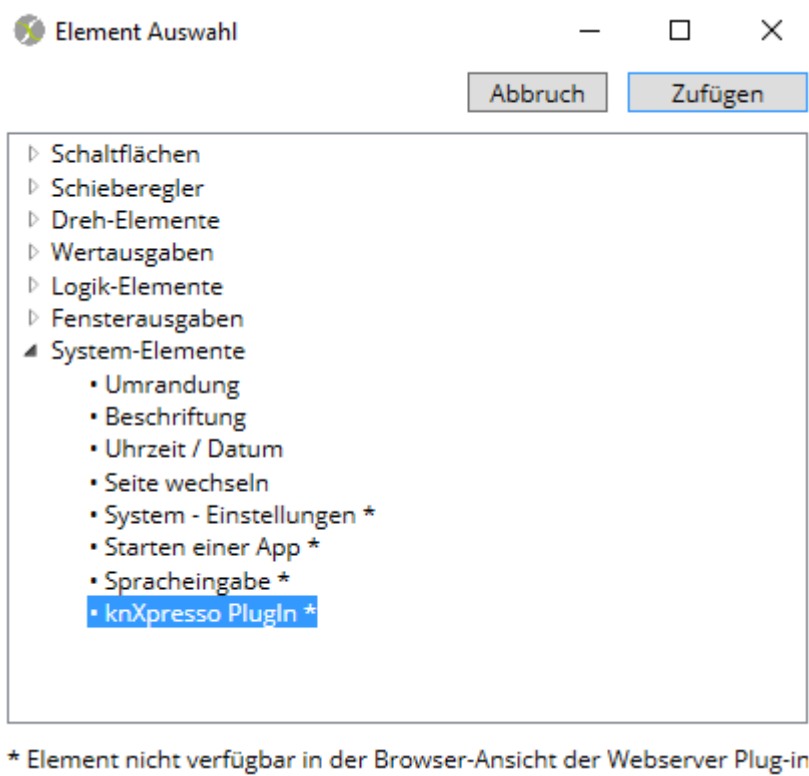 Element Auswahl
Abbruch Zufügen
Schaltflächen
Schieberegler
Dreh-Elemente
Wertausgaben
Logik-Elemente
Fensterausgaben
System-Elemente
• Umrandung
• Beschriftung
• Uhrzeit / Datum
• Seite wechseln
• System - Einstellungen *
• Starten einer App *
• Spracheingabe *
• knXpresso PlugIn *
* Element nicht verfügbar in der Browser-Ansicht der Webserver Plug-in